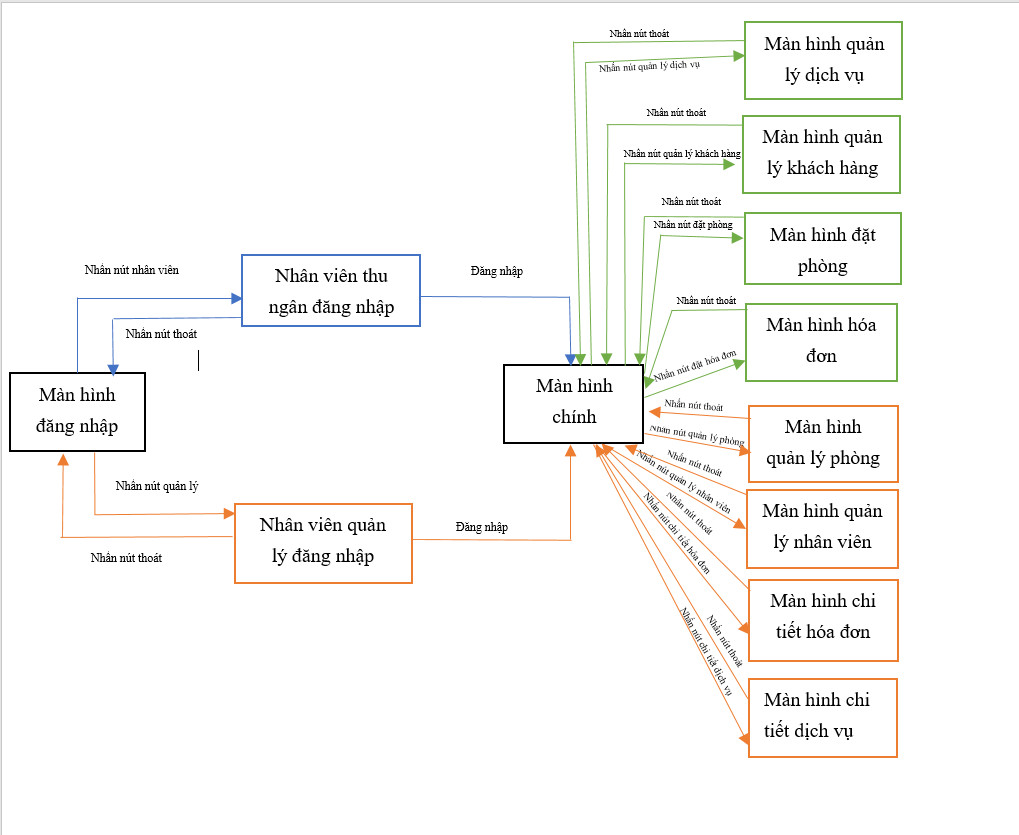 Nhấn nút thoát
Màn hình quản
lý dịch vụ
Nhấn nút quản lý dịch vụ
Nhấn nút thoát
Màn hình quản
lý khách hàng
Nhấn nút quản lý khách hàng
Nhấn nút thoát
Nhấn nút đặt phòng
Màn hình đặt
phòng
Nhấn nút nhân viên
Nhân viên thu
ngân đăng nhập
Đăng nhập
Nhấn nút thoát
Nhấn nút thoát
Màn hình hóa
đơn
Nhấn nút đặt hóa đơn
Màn hình
đăng nhập
Màn hình
chính
Nhấn nút thoát
Nhấn nút quản lý phòng
Màn hình
quản lý phòng
Nhấn nút thoát
Nhấn nút quản lý nhân viên
Màn hình quản
lý nhân viên
Nhấn nút quản lý
Nhân viên quản
lý đăng nhập
Đăng nhập
Nhấn nút thoát
Nhấn nút thoát
Nhấn nút chi tiết hóa đơn
Màn hình chi
tiết hóa đơn
Nhấn nút thoát
Nhấn nút chi tiết dịch vụ
Màn hình chi
tiết dịch vụ